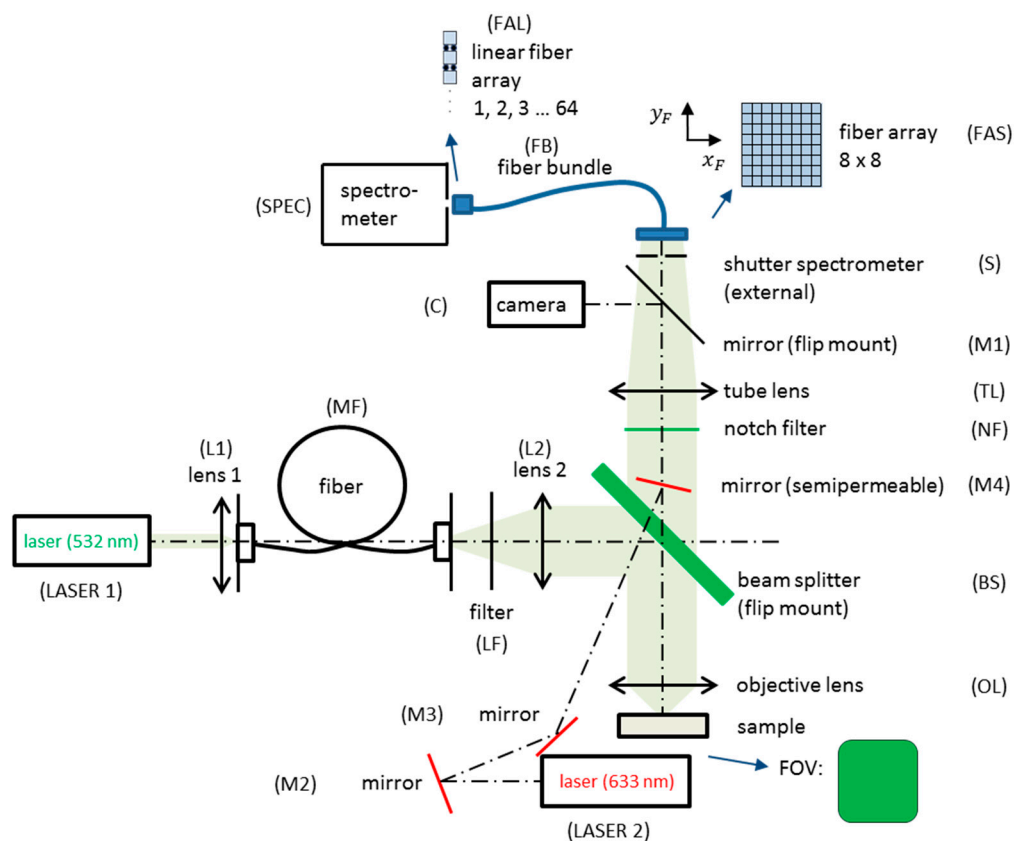 (FAL)
linear fiber
array
1, 2, 3 ... 64
y_F
x_F
fiber array
8 x 8
(FAS)
(FB)
fiber bundle
(SPEC)
spectro-
meter
shutter spectrometer
(external)
(S)
(C)
camera
mirror (flip mount)
(M1)
tube lens
(TL)
(MF)
notch filter
(NF)
(L1)
lens 1
fiber
(L2)
lens 2
mirror (semipermeable)
(M4)
laser (532 nm)
(LASER 1)
beam splitter
(flip mount)
(BS)
filter
(LF)
objective lens
(OL)
(M3)
mirror
sample
(M2)
mirror
laser (633 nm)
FOV:
(LASER 2)